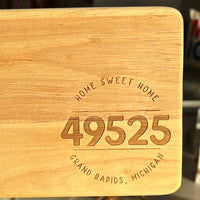 HOME SWEET HOME
49525
GRAND RAPIDS, MICHIGAN